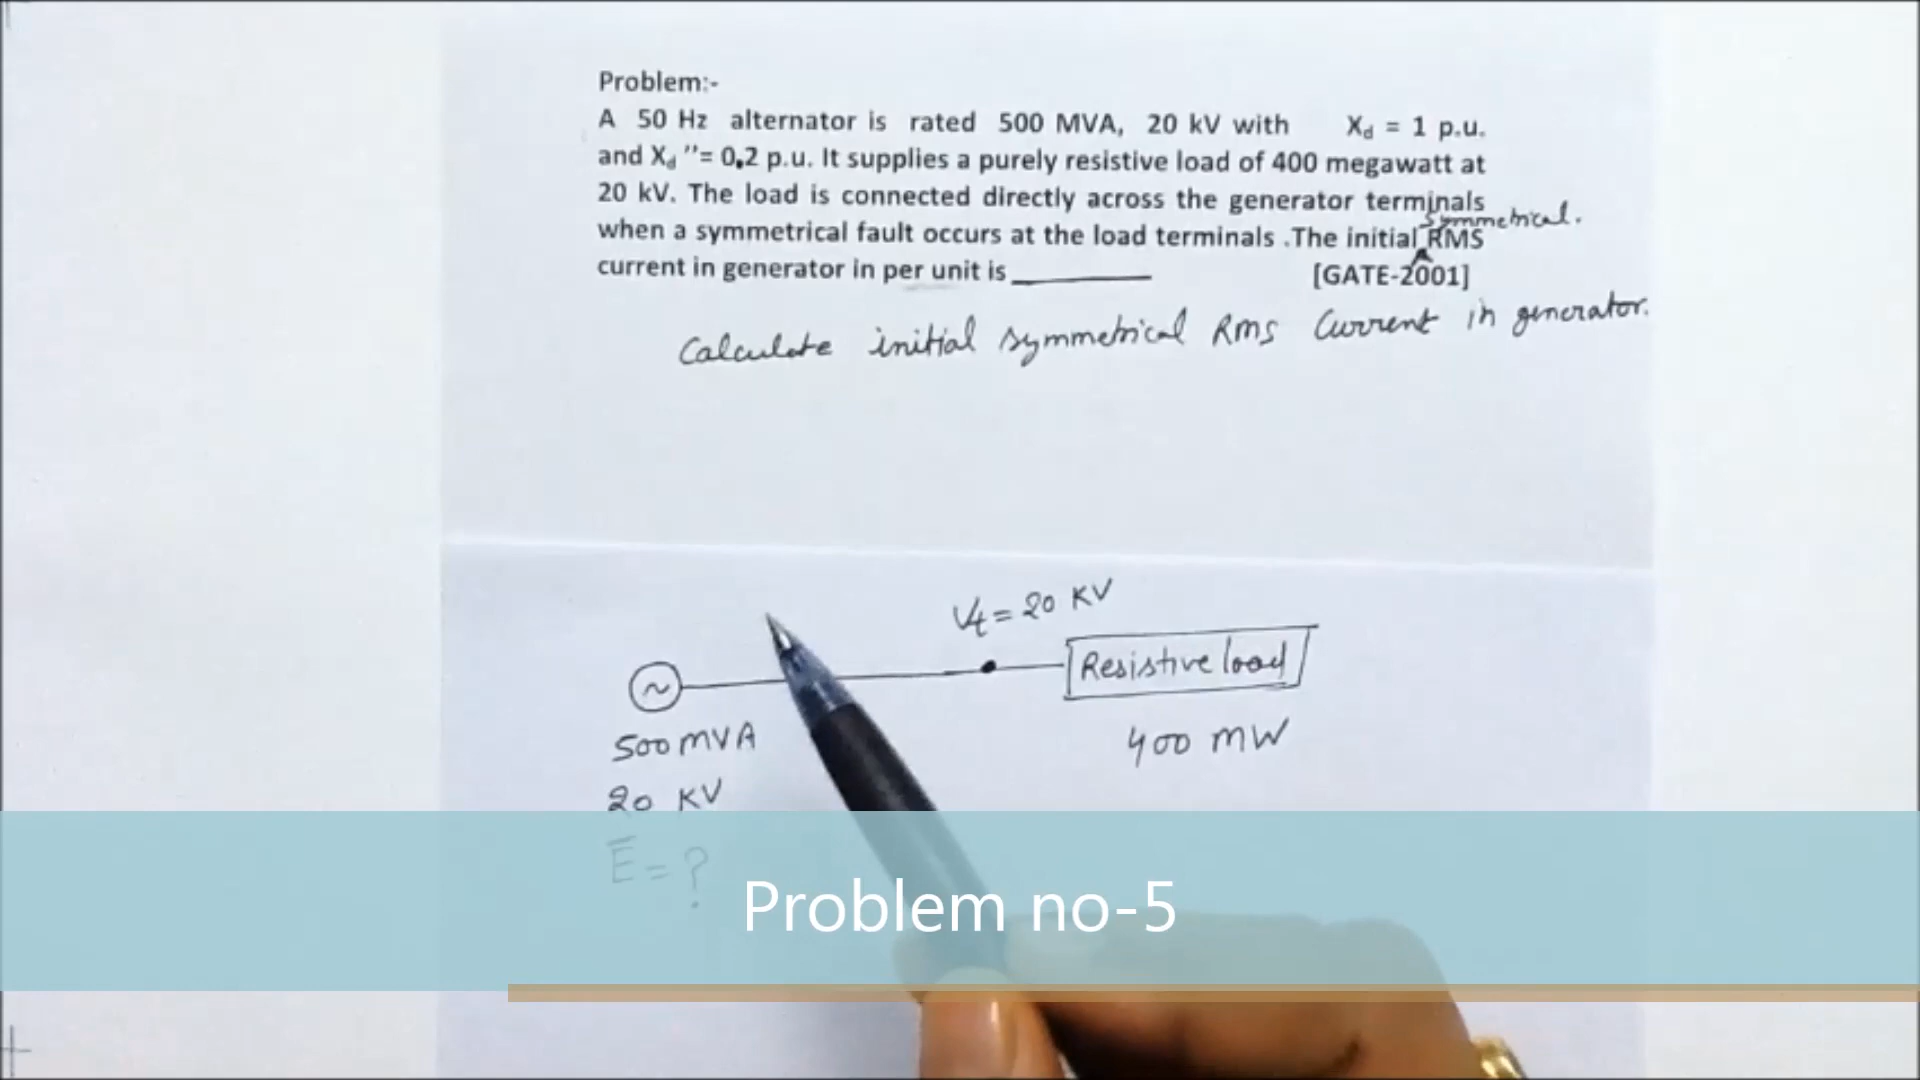 Problem:-
A 50 Hz alternator is rated 500 MVA, 20 kV with X_d = 1 p.u.
and X_d ″= 0.2 p.u. It supplies a purely resistive load of 400 megawatt at
20 kV. The load is connected directly across the generator terminals
symmetrical.
when a symmetrical fault occurs at the load terminals .The initial RMS
current in generator in per unit is ________ [GATE-2001]
Calculate initial symmetrical Rms Current in generator.
Vt = 20 KV
~ Resistive load
500 MVA 400 MW
20 KV
E = ?
Problem no-5